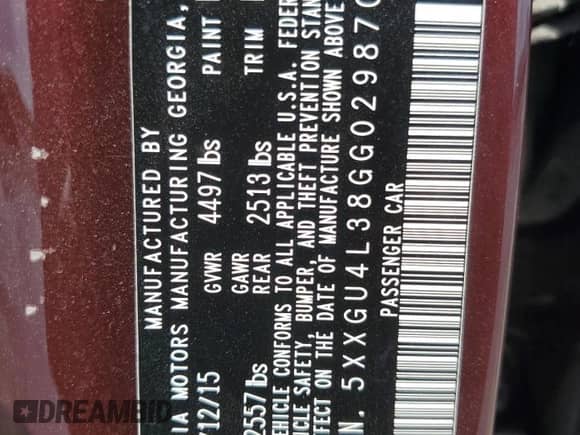 MANUFACTURED BY
IA MOTORS MANUFACTURING GEORGIA,
/12/15 GVWR 4497 lbs PAINT
2557 lbs GAWR REAR 2513 lbs TRIM
EHICLE CONFORMS TO ALL APPLICABLE U.S.A. FEDER
HICLE SAFETY, BUMPER, AND THEFT PREVENTION STAN
FFECT ON THE DATE OF MANUFACTURE SHOWN ABOVE
N. 5XXGU4L38GG029870
PASSENGER CAR
DREAMBID